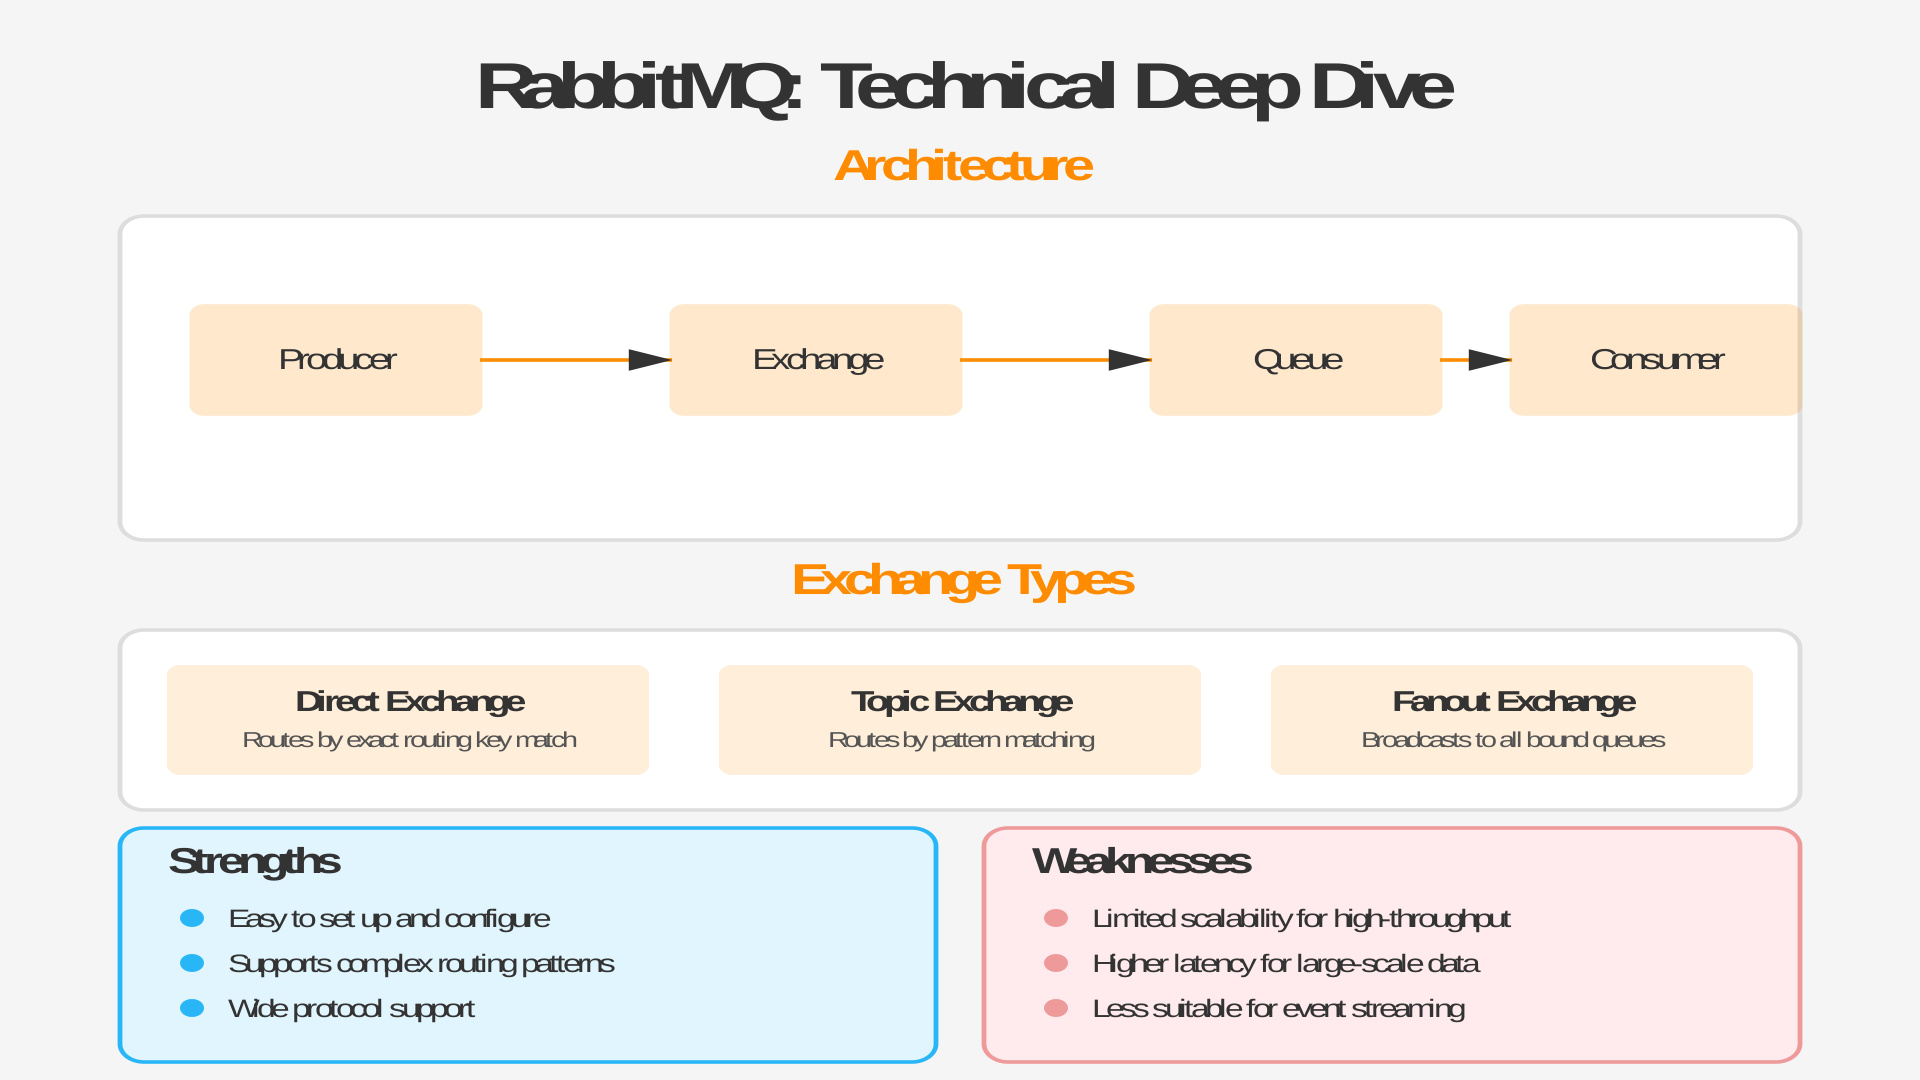 RabbitMQ: Technical Deep Dive
Architecture
Producer
Exchange
Queue
Consumer
Exchange Types
Direct Exchange
Routes by exact routing key match
Topic Exchange
Routes by pattern matching
Fanout Exchange
Broadcasts to all bound queues
Strengths
Easy to set up and configure
Supports complex routing patterns
Wide protocol support
Weaknesses
Limited scalability for high-throughput
Higher latency for large-scale data
Less suitable for event streaming